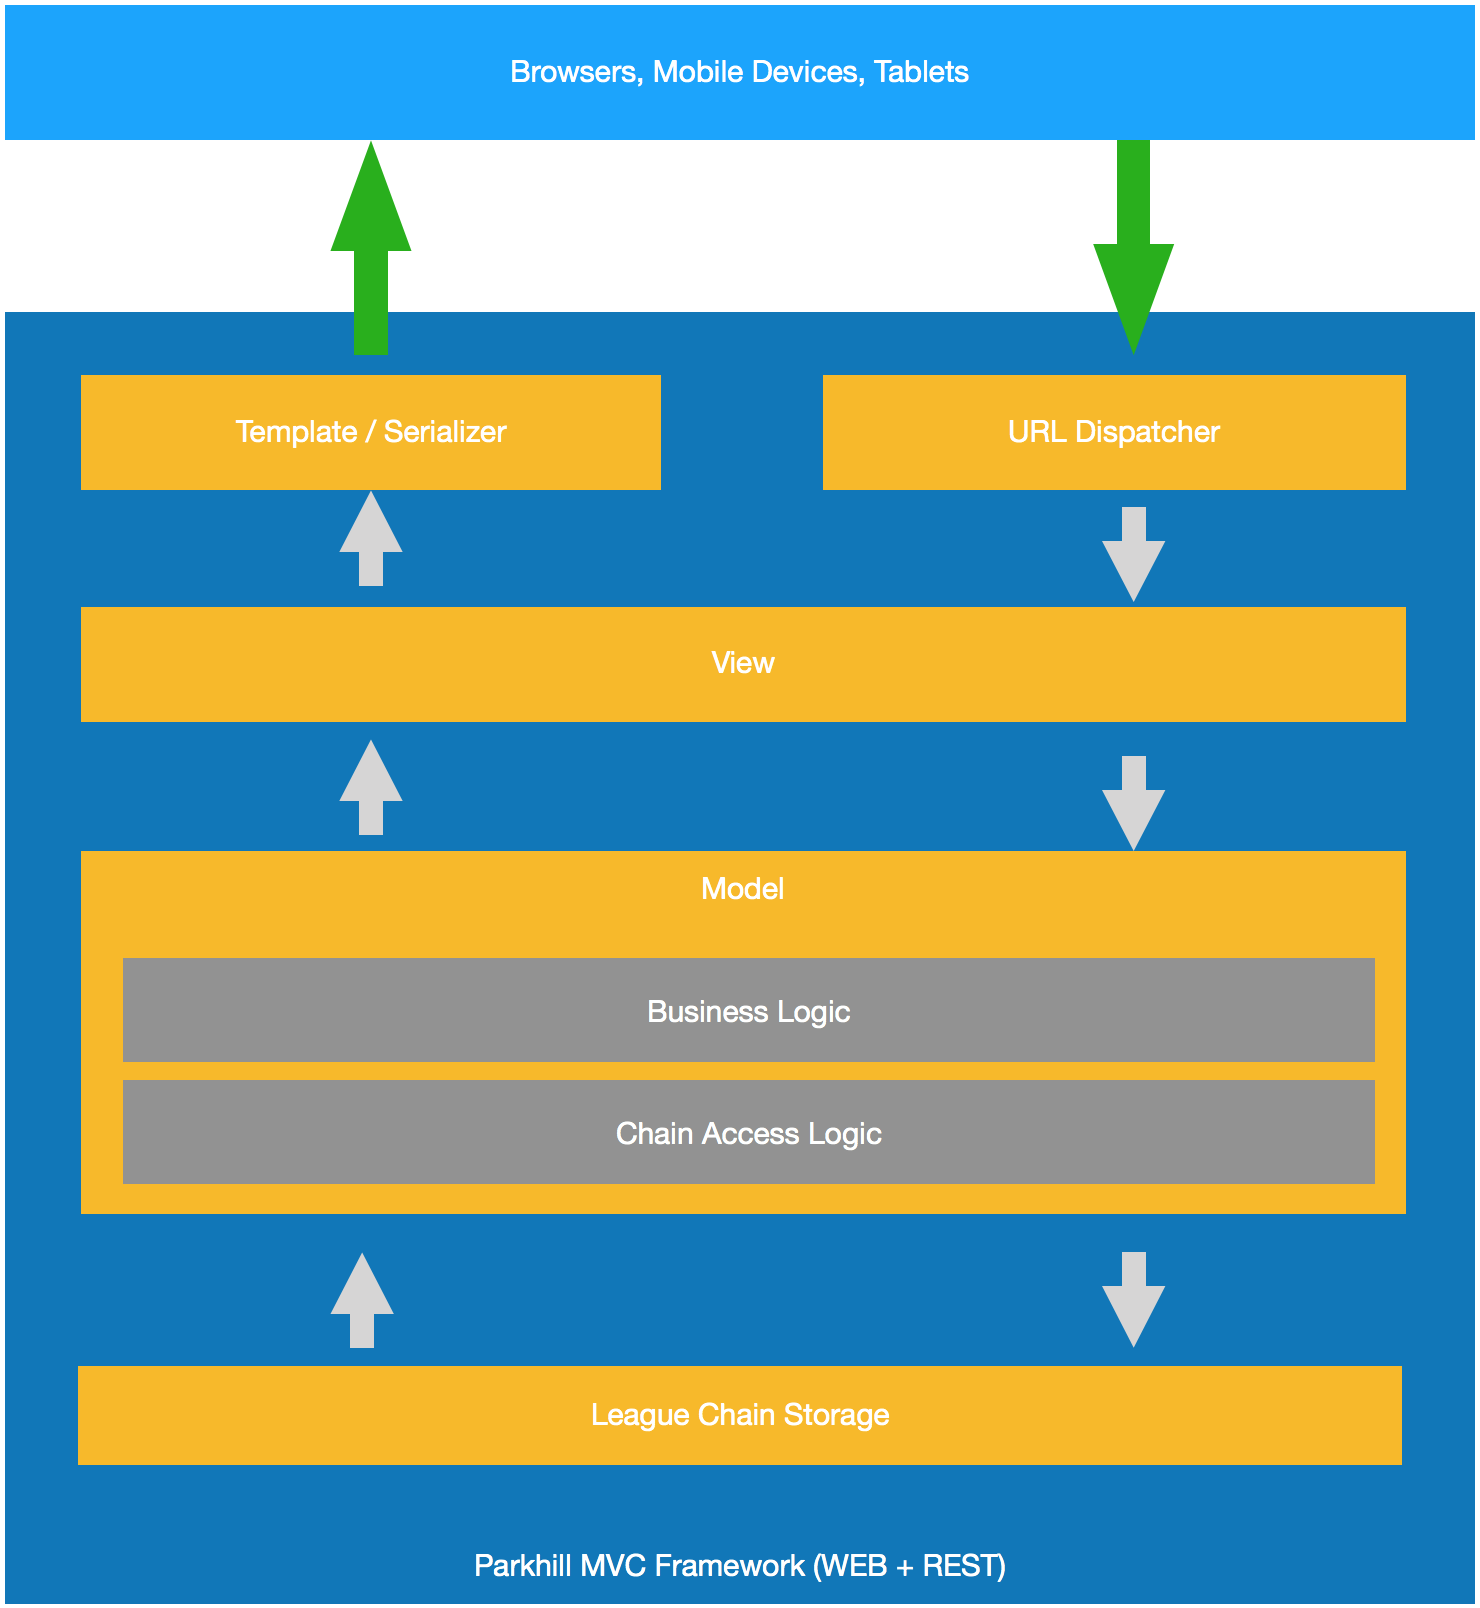 Browsers, Mobile Devices, Tablets
Template / Serializer
URL Dispatcher
View
Model
Business Logic
Chain Access Logic
League Chain Storage
Parkhill MVC Framework (WEB + REST)